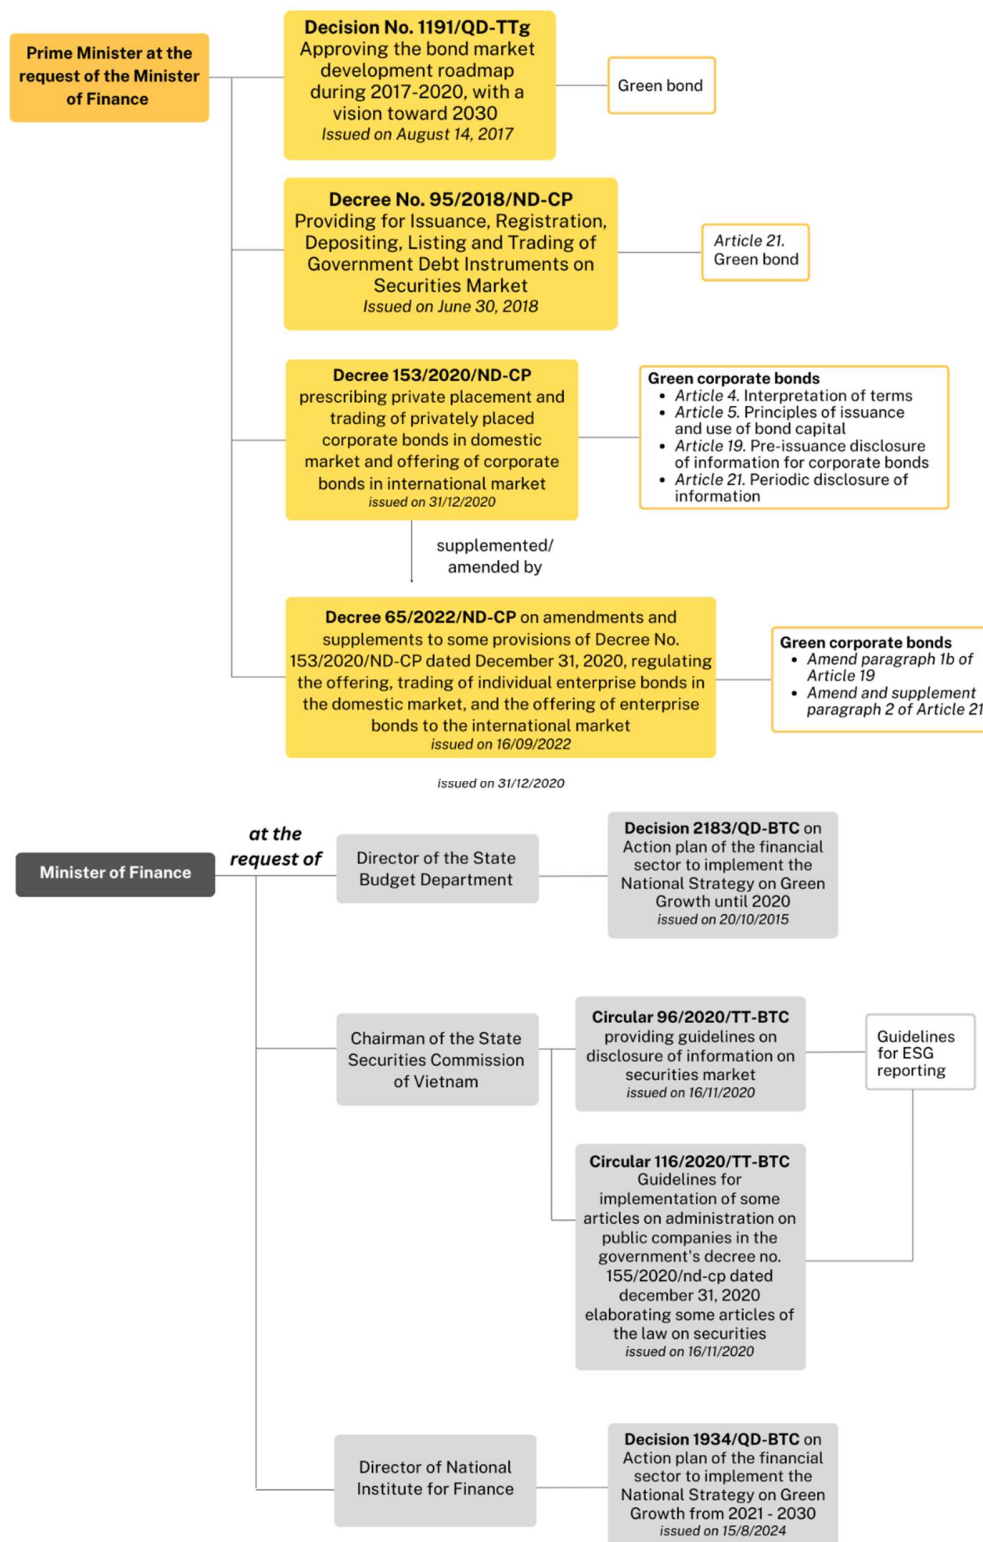 Prime Minister at the
request of the Minister
of Finance
Decision No. 1191/QD-TTg
Approving the bond market
development roadmap
during 2017-2020, with a
vision toward 2030
Issued on August 14, 2017
Green bond
Decree No. 95/2018/ND-CP
Providing for Issuance, Registration,
Depositing, Listing and Trading of
Government Debt Instruments on
Securities Market
Issued on June 30, 2018
Article 21.
Green bond
Decree 153/2020/ND-CP
prescribing private placement and
trading of privately placed
corporate bonds in domestic
market and offering of corporate
bonds in international market
issued on 31/12/2020
Green corporate bonds
• Article 4. Interpretation of terms
• Article 5. Principles of issuance
and use of bond capital
• Article 19. Pre-issuance disclosure
of information for corporate bonds
• Article 21. Periodic disclosure of
information
supplemented/
amended by
Decree 65/2022/ND-CP on amendments and
supplements to some provisions of Decree No.
153/2020/ND-CP dated December 31, 2020, regulating
the offering, trading of individual enterprise bonds in
the domestic market, and the offering of enterprise
bonds to the international market
issued on 16/09/2022
Green corporate bonds
• Amend paragraph 1b of
Article 19
• Amend and supplement
paragraph 2 of Article 21
issued on 31/12/2020
Minister of Finance
at the
request of
Director of the State
Budget Department
Decision 2183/QD-BTC on
Action plan of the financial
sector to implement the
National Strategy on Green
Growth until 2020
issued on 20/10/2015
Chairman of the State
Securities Commission
of Vietnam
Circular 96/2020/TT-BTC
providing guidelines on
disclosure of information on
securities market
issued on 16/11/2020
Guidelines
for ESG
reporting
Circular 116/2020/TT-BTC
Guidelines for
implementation of some
articles on administration on
public companies in the
government's decree no.
155/2020/nd-cp dated
december 31, 2020
elaborating some articles of
the law on securities
issued on 16/11/2020
Director of National
Institute for Finance
Decision 1934/QD-BTC on
Action plan of the financial
sector to implement the
National Strategy on Green
Growth from 2021 - 2030
issued on 15/8/2024